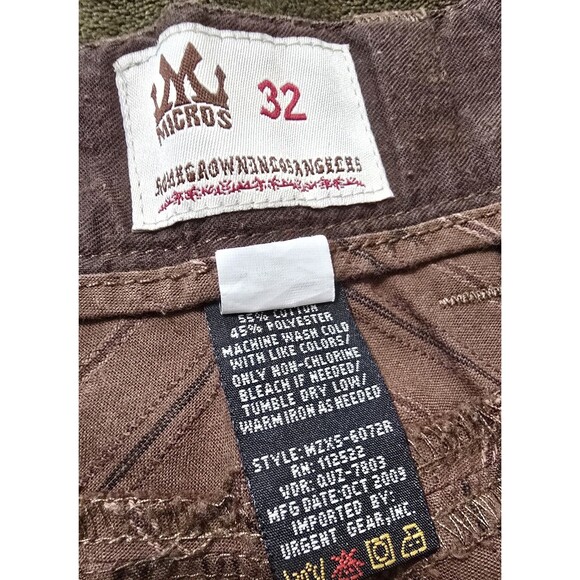 MICROS
32
HOMEGROWNINLOSANGELES
55% COTTON
45% POLYESTER
MACHINE WASH COLD
WITH LIKE COLORS/
ONLY NON-CHLORINE
BLEACH IF NEEDED/
TUMBLE DRY LOW/
WARM IRON AS NEEDED
STYLE: MZXS-6072R
RN: 112522
VDR: QUZ-7803
MFG DATE: OCT 2009
IMPORTED BY:
URGENT GEAR, INC.